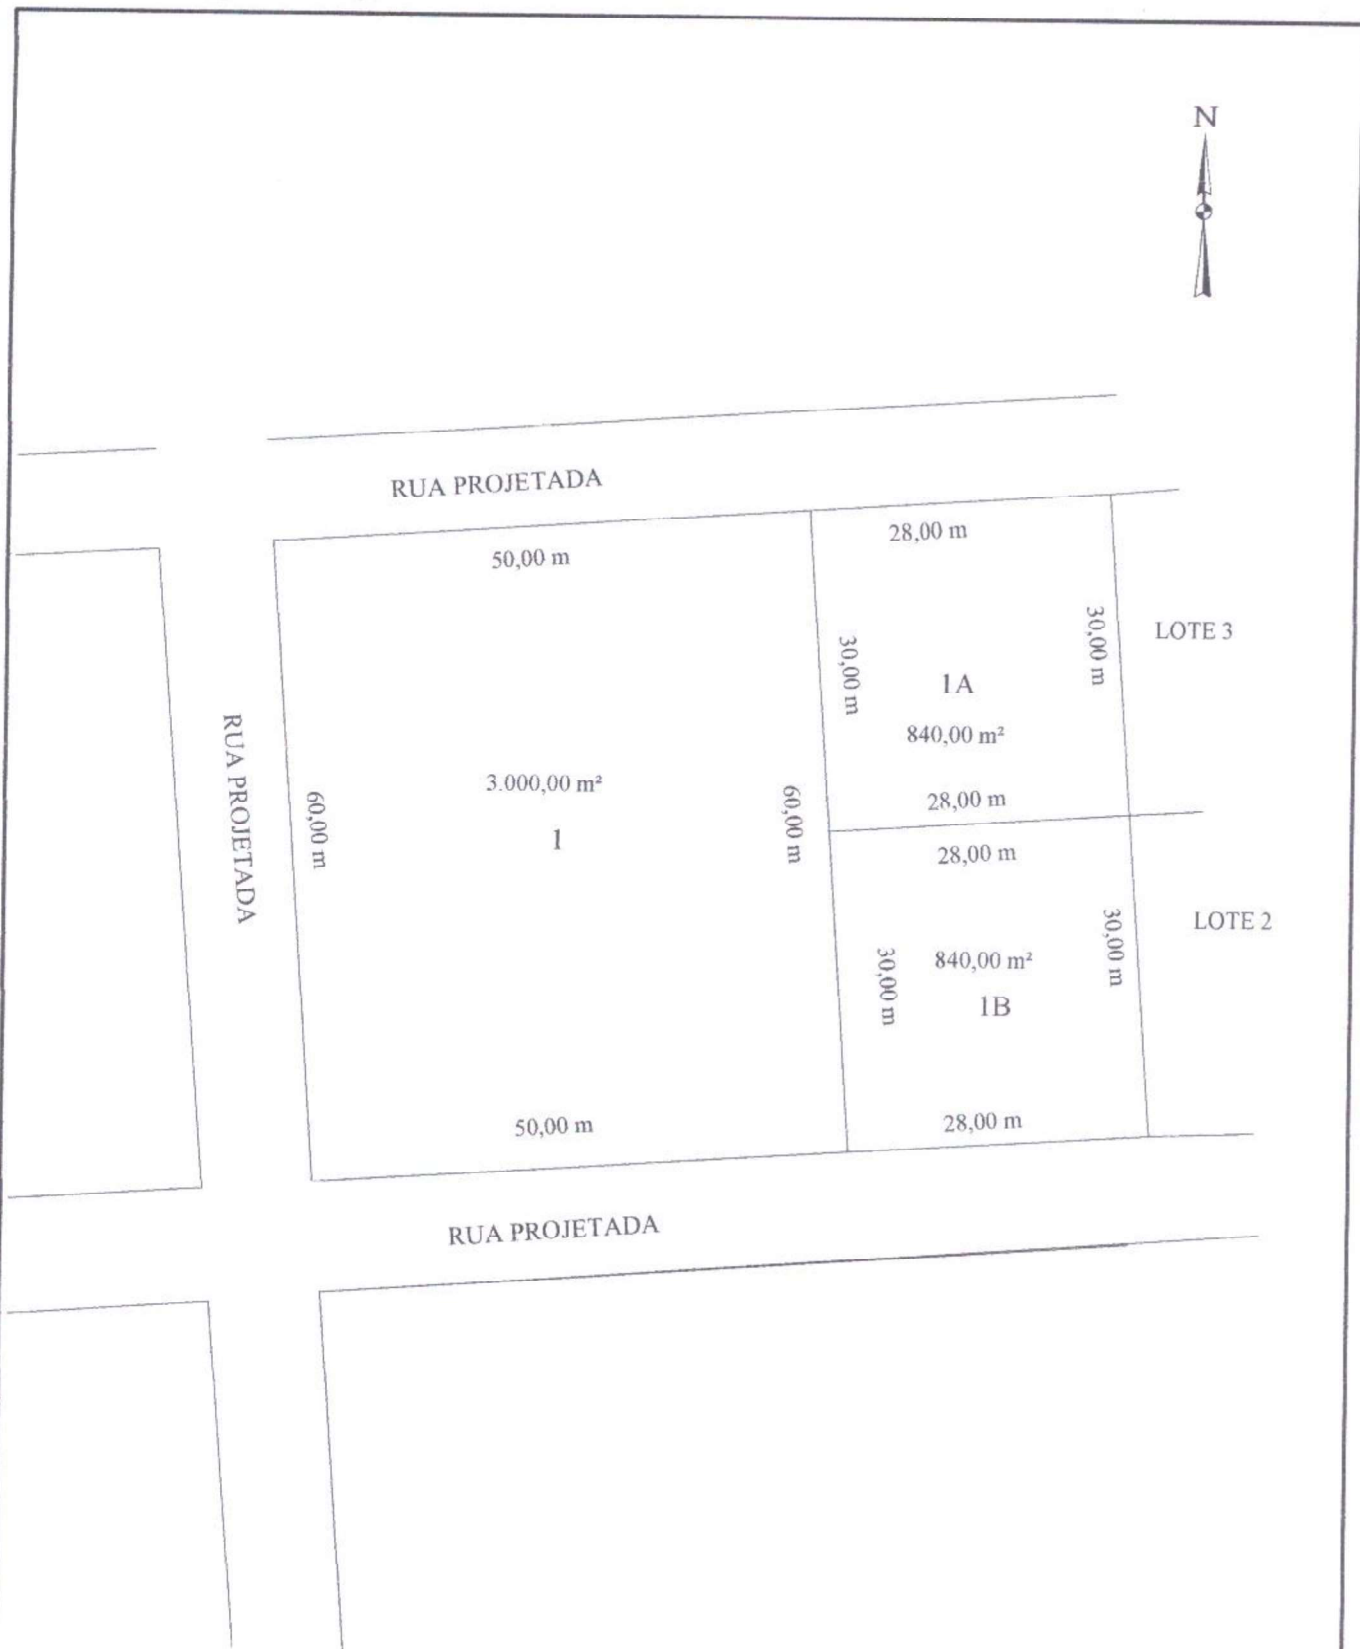 N
RUA PROJETADA
50,00 m
28,00 m
30,00 m
30,00 m
LOTE 3
1A
840,00 m²
28,00 m
RUA PROJETADA
60,00 m
3.000,00 m²
1
60,00 m
28,00 m
30,00 m
840,00 m²
1B
30,00 m
LOTE 2
50,00 m
28,00 m
RUA PROJETADA